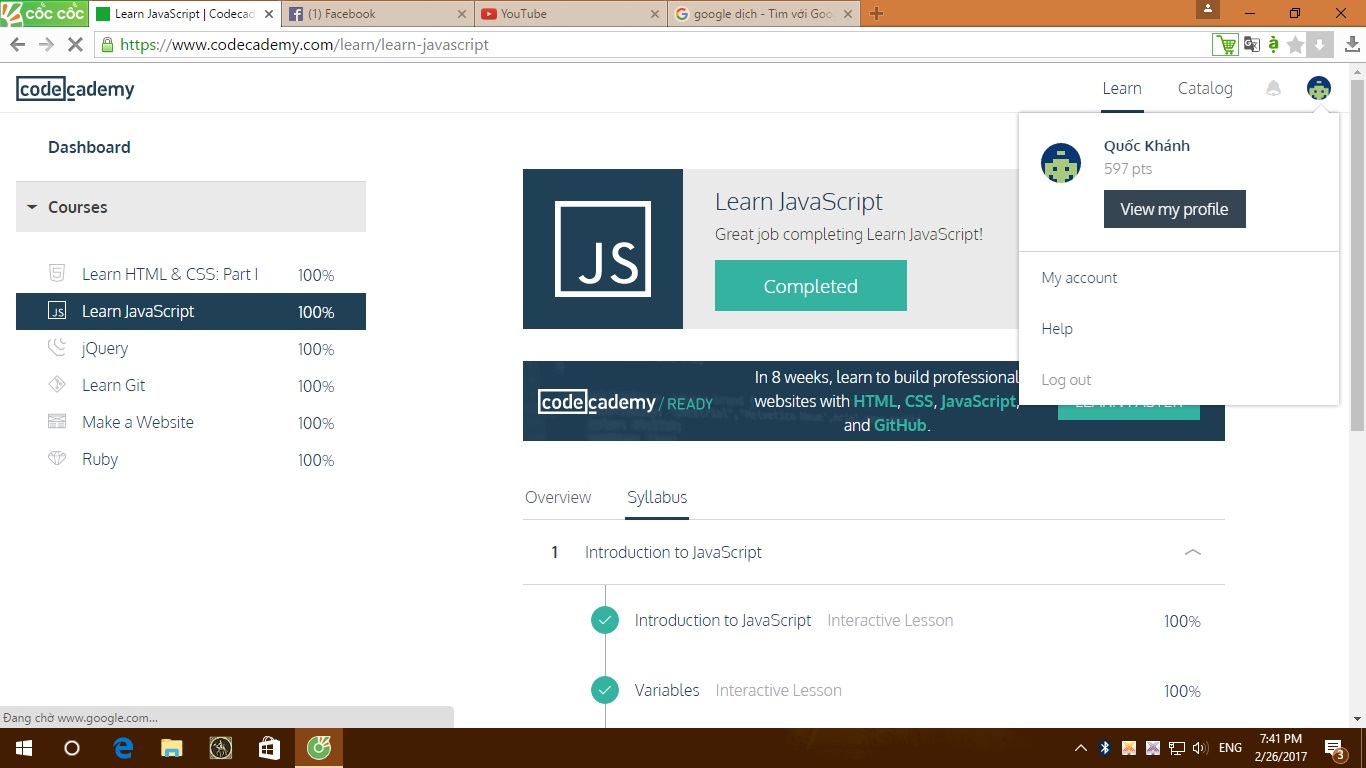 cốc cốc
Learn JavaScript | Codecad
(1) Facebook
YouTube
google dịch - Tìm với Goo
https://www.codecademy.com/learn/learn-javascript
codecademy
Learn
Catalog
Dashboard
Courses
Learn HTML & CSS: Part I 100%
Learn JavaScript 100%
jQuery 100%
Learn Git 100%
Make a Website 100%
Ruby 100%
JS
Learn JavaScript
Great job completing Learn JavaScript!
Completed
Quốc Khánh
597 pts
View my profile
My account
Help
Log out
codecademy / READY
In 8 weeks, learn to build professional
websites with HTML, CSS, JavaScript,
and GitHub.
Overview
Syllabus
1 Introduction to JavaScript
Introduction to JavaScript Interactive Lesson 100%
Variables Interactive Lesson 100%
Đang chờ www.google.com...
ENG
7:41 PM
2/26/2017
3